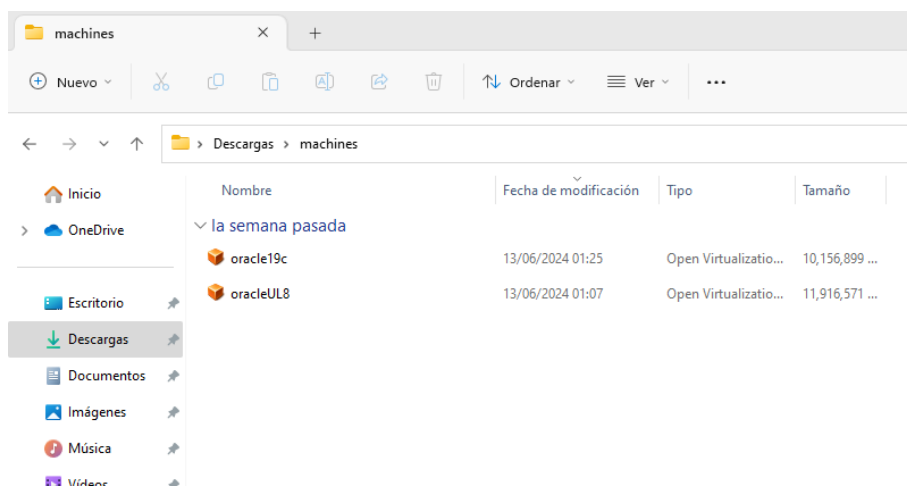 machines
Nuevo
Ordenar
Ver
Descargas > machines
Inicio
OneDrive
Escritorio
Descargas
Documentos
Imágenes
Música
Vídeos
Nombre Fecha de modificación Tipo Tamaño
la semana pasada
oracle19c 13/06/2024 01:25 Open Virtualizatio... 10,156,899 ...
oracleUL8 13/06/2024 01:07 Open Virtualizatio... 11,916,571 ...